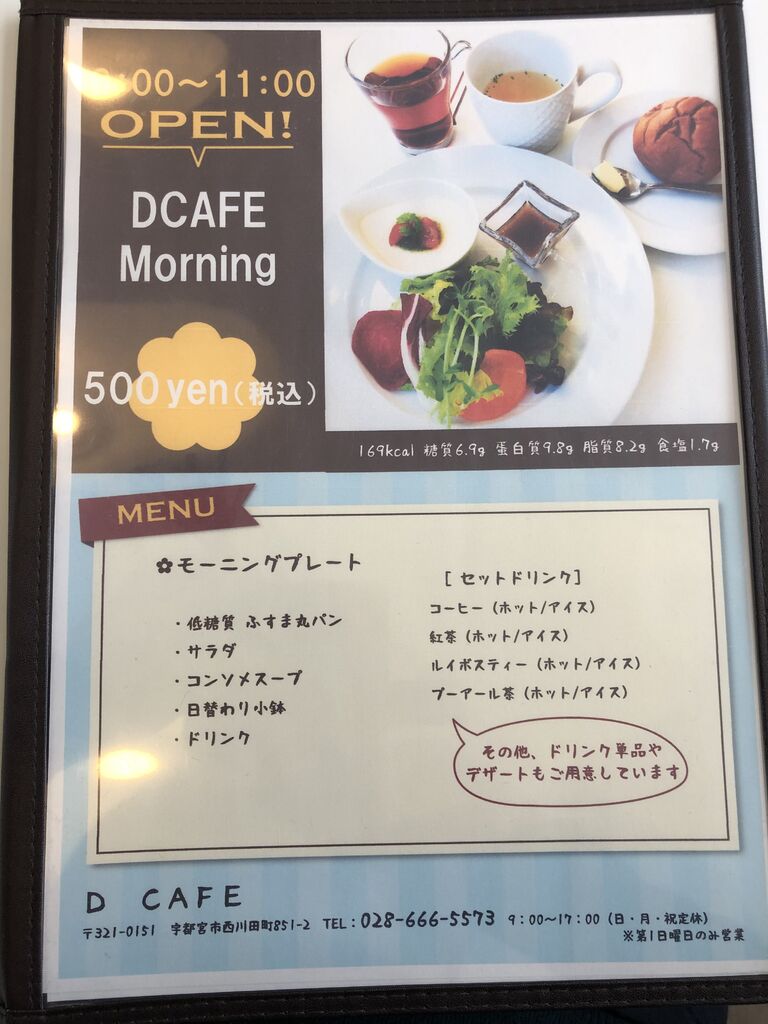 :00～11:00
OPEN!
DCAFE
Morning
500yen(税込)
169kcal 糖質6.9g 蛋白質9.8g 脂質8.2g 食塩1.7g
MENU
✿モーニングプレート
・低糖質 ふすま丸パン
・サラダ
・コンソメスープ
・日替わり小鉢
・ドリンク
[ セットドリンク]
コーヒー (ホット/アイス)
紅茶 (ホット/アイス)
ルイボスティー (ホット/アイス)
プーアール茶 (ホット/アイス)
その他、ドリンク単品や
デザートもご用意しています
D CAFE
〒321-0151 宇都宮市西川田町851-2 TEL：028-666-5573 9：00～17：00 (日・月・祝定休)
※第1日曜日のみ営業